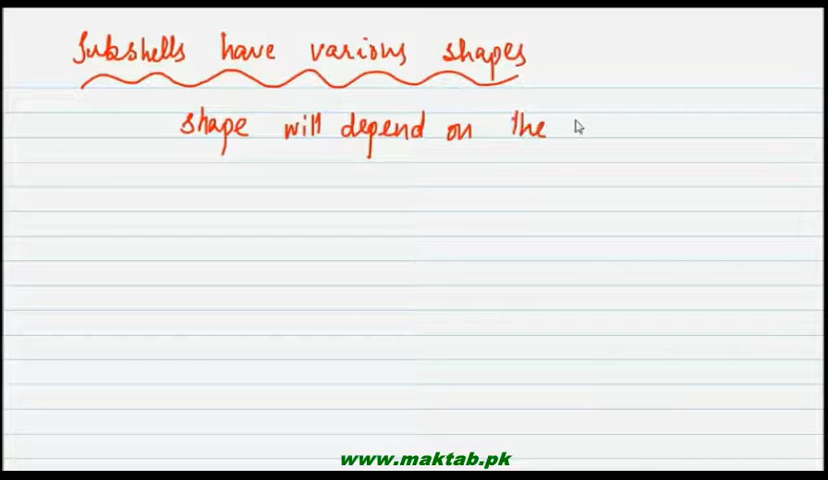 Subshells have various shapes
shape will depend on the
www.maktab.pk